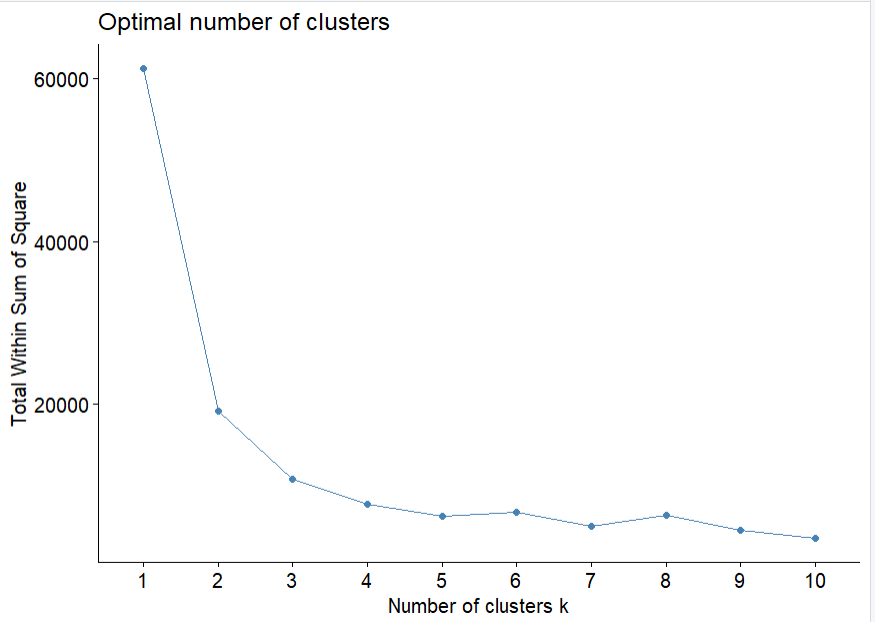 Optimal number of clusters
Total Within Sum of Square
60000
40000
20000
1 2 3 4 5 6 7 8 9 10
Number of clusters k